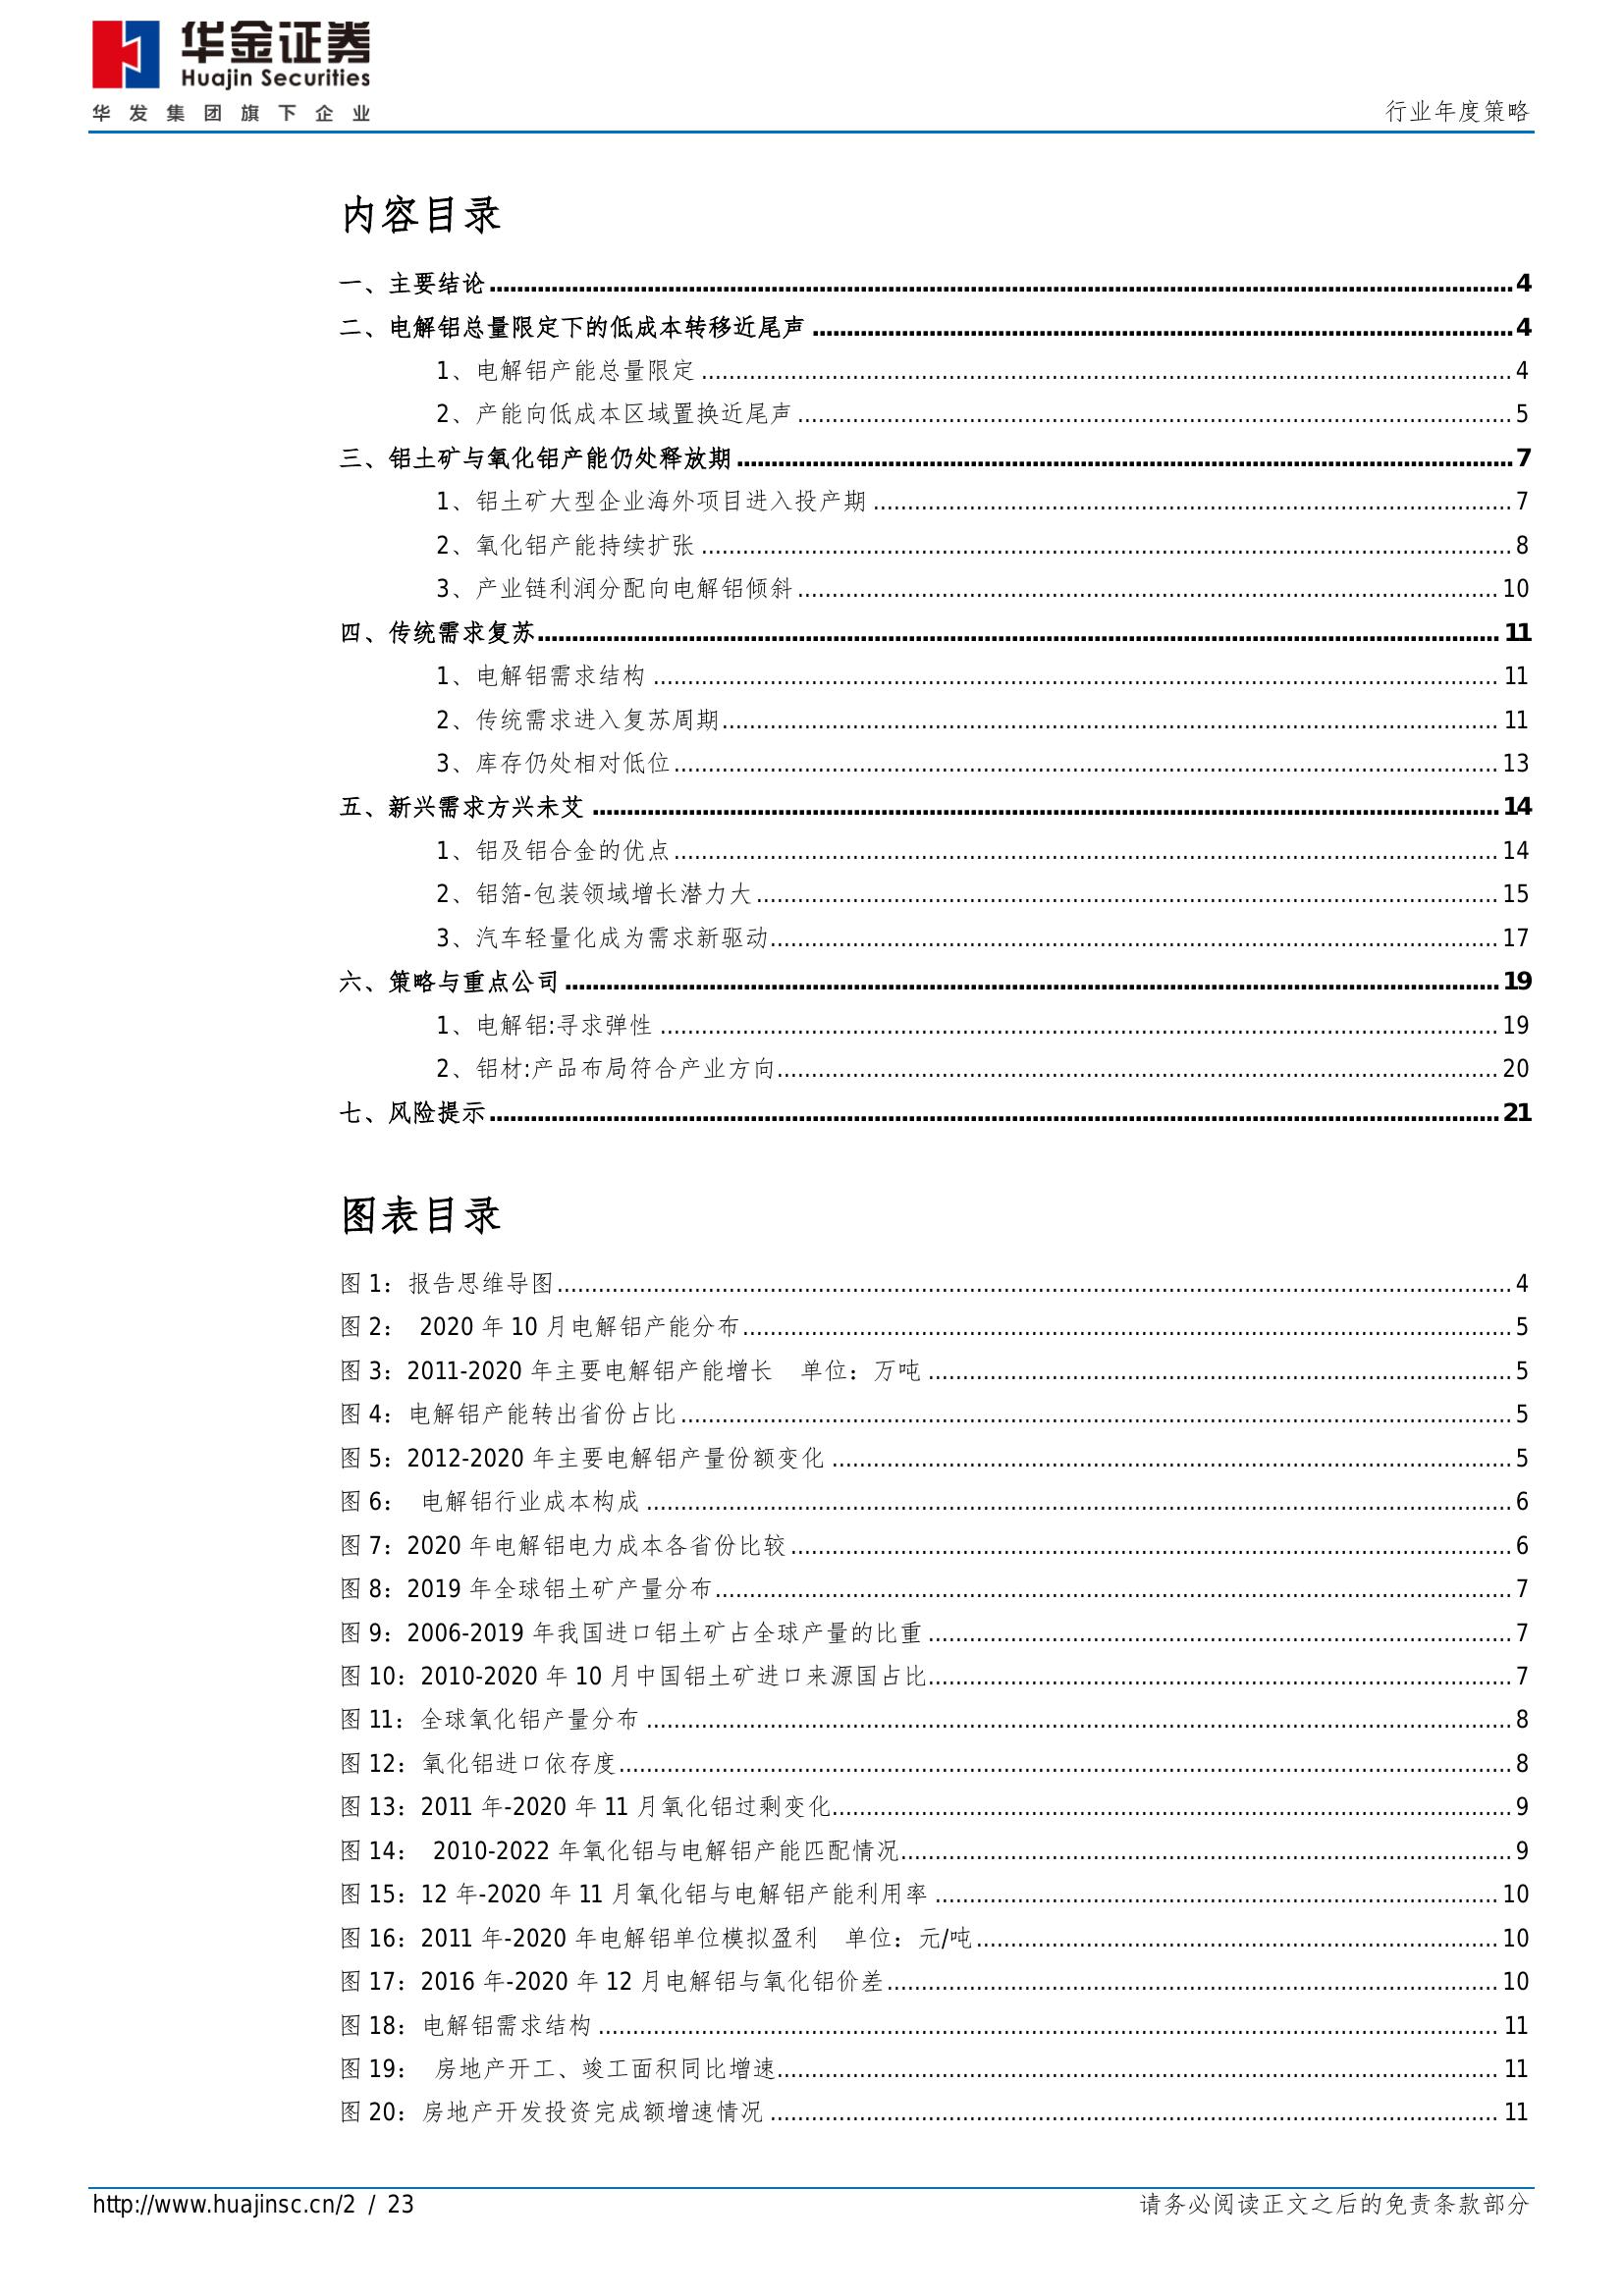 华金证券
Huajin Securities
华发集团旗下企业
行业年度策略
内容目录
一、主要结论 4
二、电解铝总量限定下的低成本转移近尾声 4
1、电解铝产能总量限定 4
2、产能向低成本区域置换近尾声 5
三、铝土矿与氧化铝产能仍处释放期 7
1、铝土矿大型企业海外项目进入投产期 7
2、氧化铝产能持续扩张 8
3、产业链利润分配向电解铝倾斜 10
四、传统需求复苏 11
1、电解铝需求结构 11
2、传统需求进入复苏周期 11
3、库存仍处相对低位 13
五、新兴需求方兴未艾 14
1、铝及铝合金的优点 14
2、铝箔-包装领域增长潜力大 15
3、汽车轻量化成为需求新驱动 17
六、策略与重点公司 19
1、电解铝:寻求弹性 19
2、铝材:产品布局符合产业方向 20
七、风险提示 21
图表目录
图 1：报告思维导图 4
图 2： 2020 年 10 月电解铝产能分布 5
图 3：2011-2020 年主要电解铝产能增长 单位：万吨 5
图 4：电解铝产能转出省份占比 5
图 5：2012-2020 年主要电解铝产量份额变化 5
图 6： 电解铝行业成本构成 6
图 7：2020 年电解铝电力成本各省份比较 6
图 8：2019 年全球铝土矿产量分布 7
图 9：2006-2019 年我国进口铝土矿占全球产量的比重 7
图 10：2010-2020 年 10 月中国铝土矿进口来源国占比 7
图 11：全球氧化铝产量分布 8
图 12：氧化铝进口依存度 8
图 13：2011 年-2020 年 11 月氧化铝过剩变化 9
图 14： 2010-2022 年氧化铝与电解铝产能匹配情况 9
图 15：12 年-2020 年 11 月氧化铝与电解铝产能利用率 10
图 16：2011 年-2020 年电解铝单位模拟盈利 单位：元/吨 10
图 17：2016 年-2020 年 12 月电解铝与氧化铝价差 10
图 18：电解铝需求结构 11
图 19： 房地产开工、竣工面积同比增速 11
图 20：房地产开发投资完成额增速情况 11
http://www.huajinsc.cn/2 / 23
请务必阅读正文之后的免责条款部分